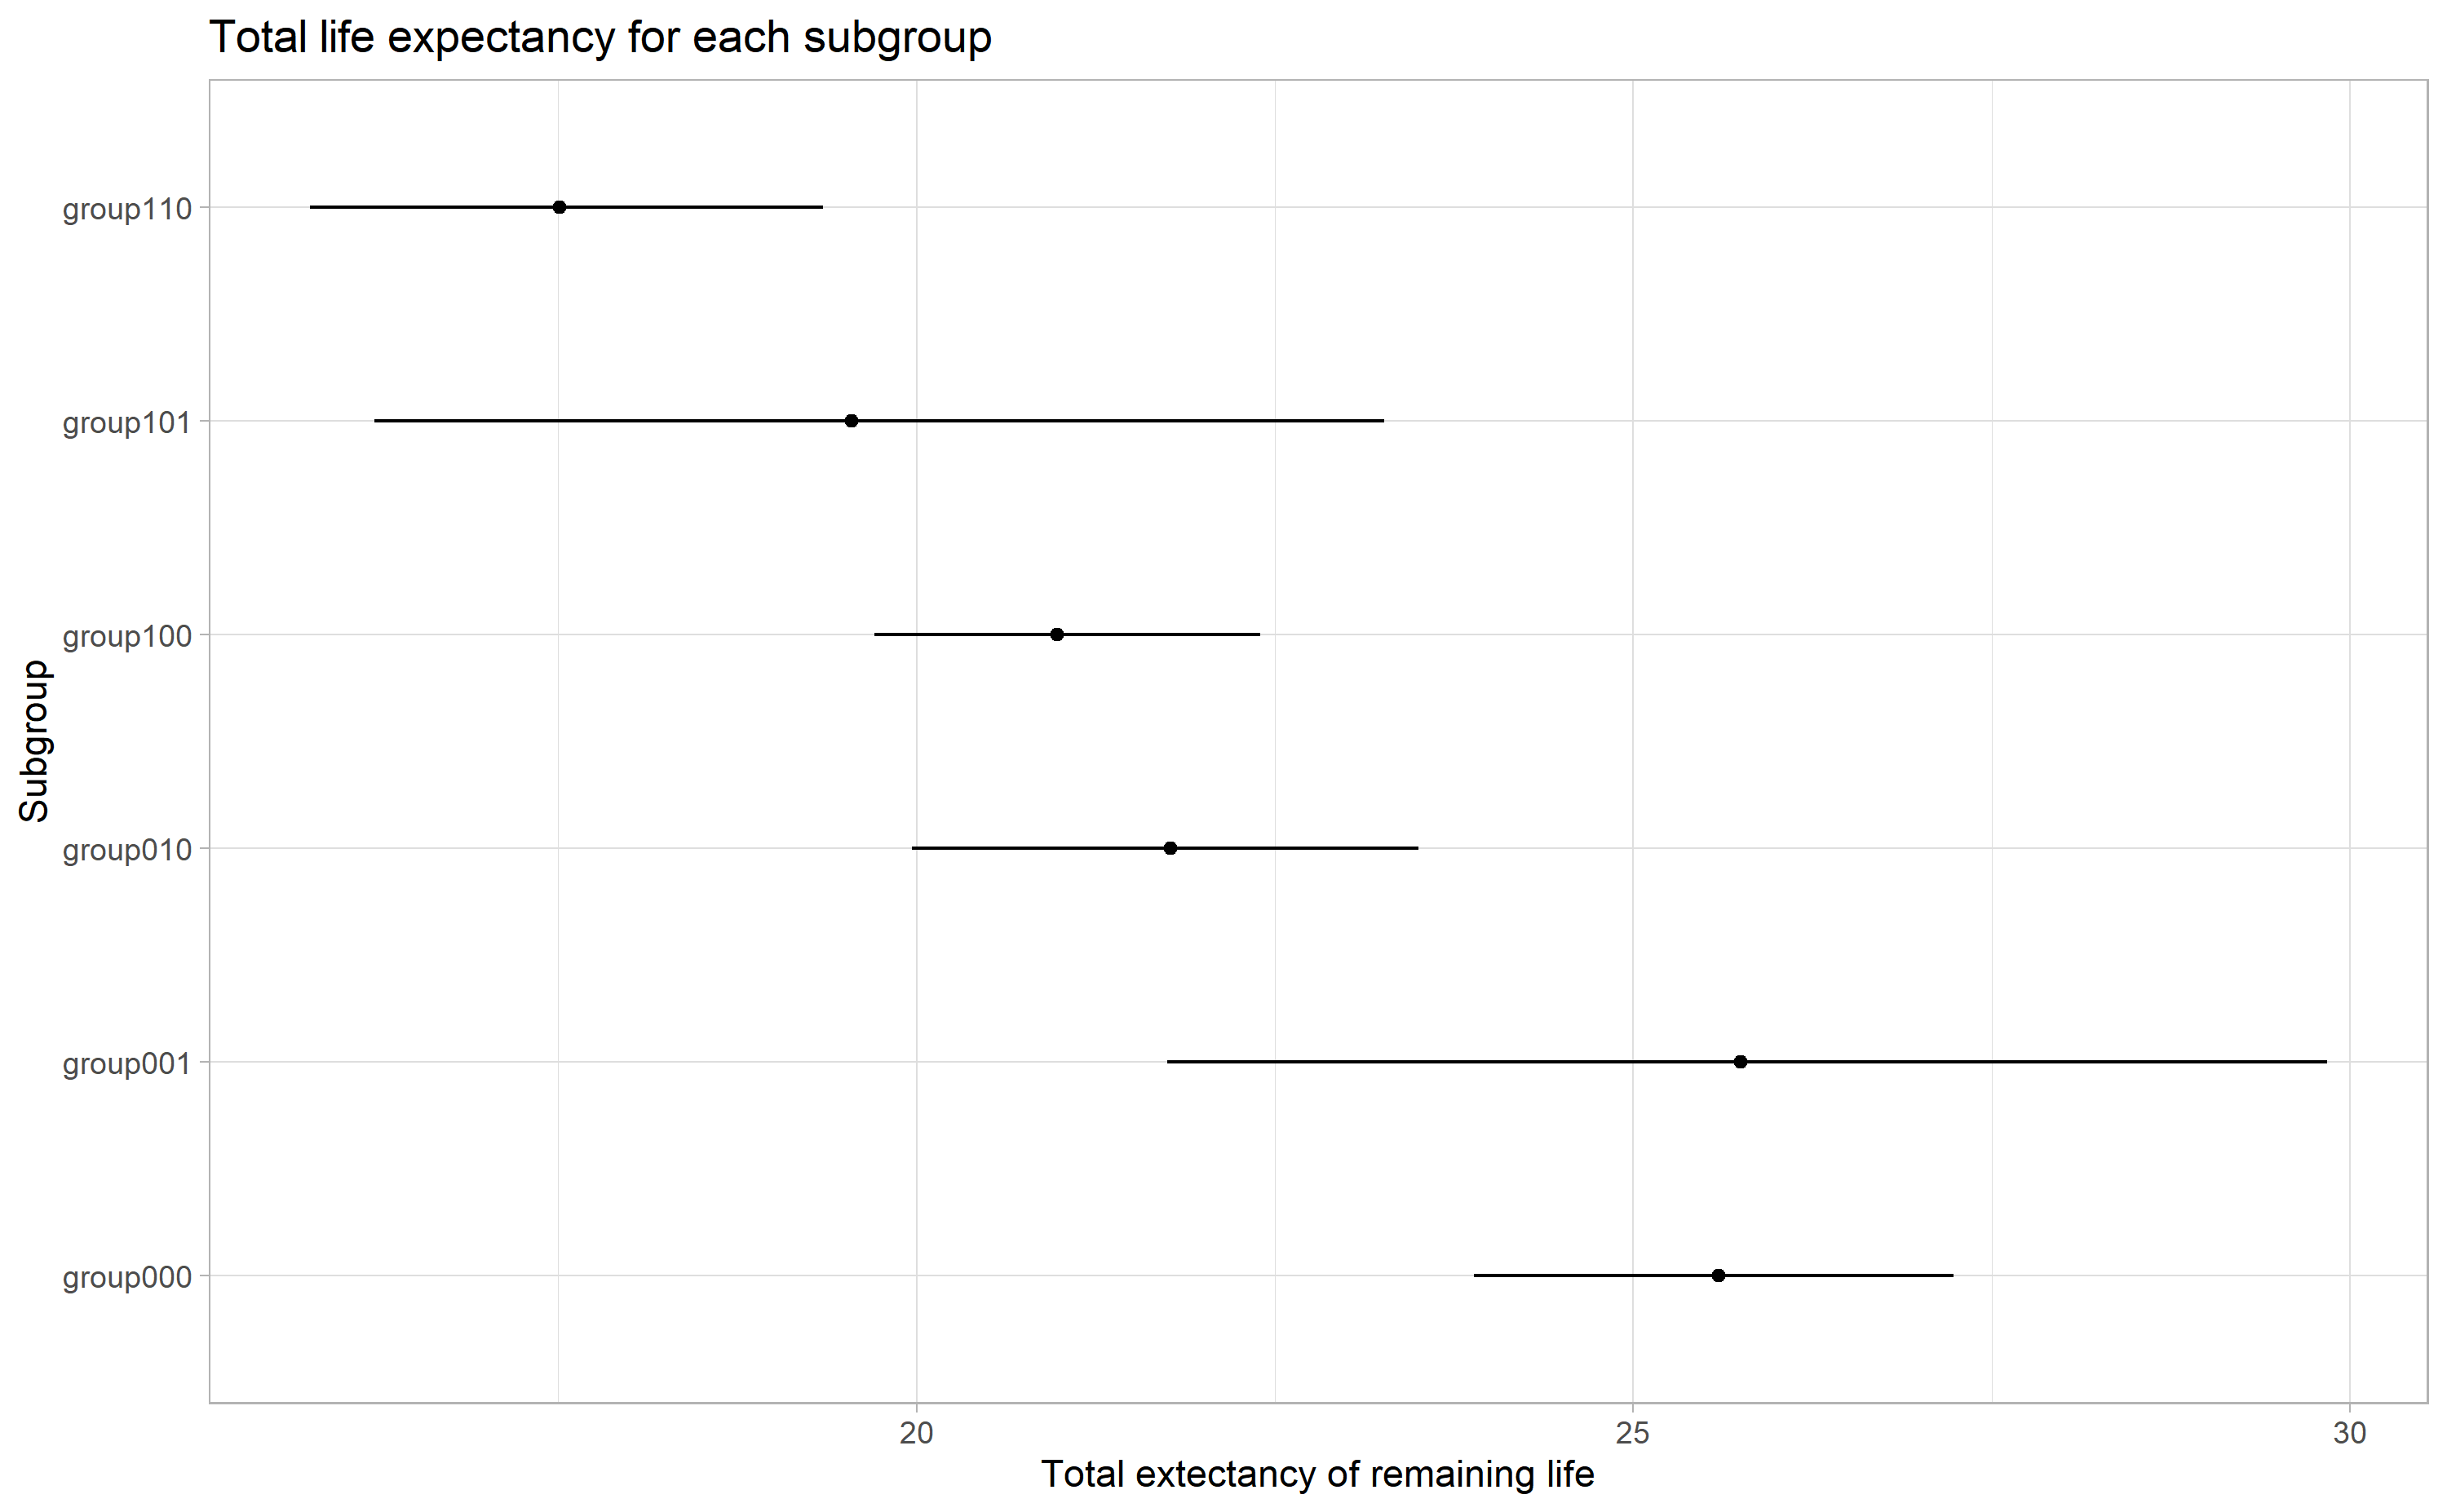 Total life expectancy for each subgroup
group110
group101
group100
group010
group001
group000
Subgroup
20
25
30
Total extectancy of remaining life